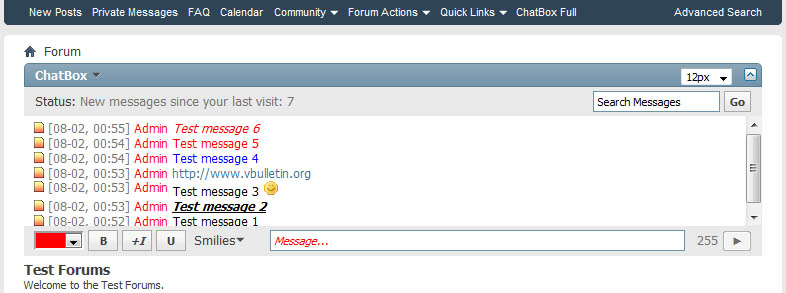 New Posts Private Messages FAQ Calendar Community Forum Actions Quick Links ChatBox Full Advanced Search
Forum
ChatBox 12px
Status: New messages since your last visit: 7 Search Messages Go
[08-02, 00:55] Admin Test message 6
[08-02, 00:54] Admin Test message 5
[08-02, 00:54] Admin Test message 4
[08-02, 00:53] Admin http://www.vbulletin.org
[08-02, 00:53] Admin Test message 3
[08-02, 00:53] Admin Test message 2
[08-02, 00:52] Admin Test message 1
B +I U Smilies Message... 255
Test Forums
Welcome to the Test Forums.